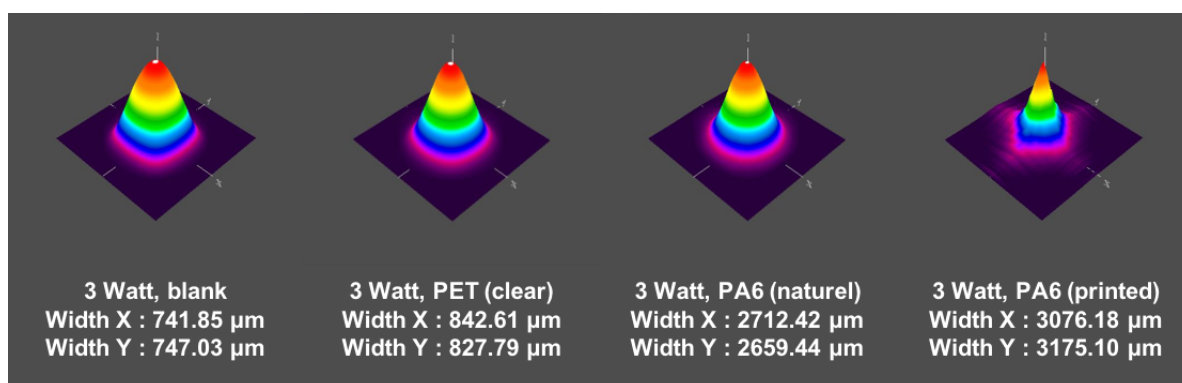 3 Watt, blank
Width X : 741.85 µm
Width Y : 747.03 µm
3 Watt, PET (clear)
Width X : 842.61 µm
Width Y : 827.79 µm
3 Watt, PA6 (naturel)
Width X : 2712.42 µm
Width Y : 2659.44 µm
3 Watt, PA6 (printed)
Width X : 3076.18 µm
Width Y : 3175.10 µm